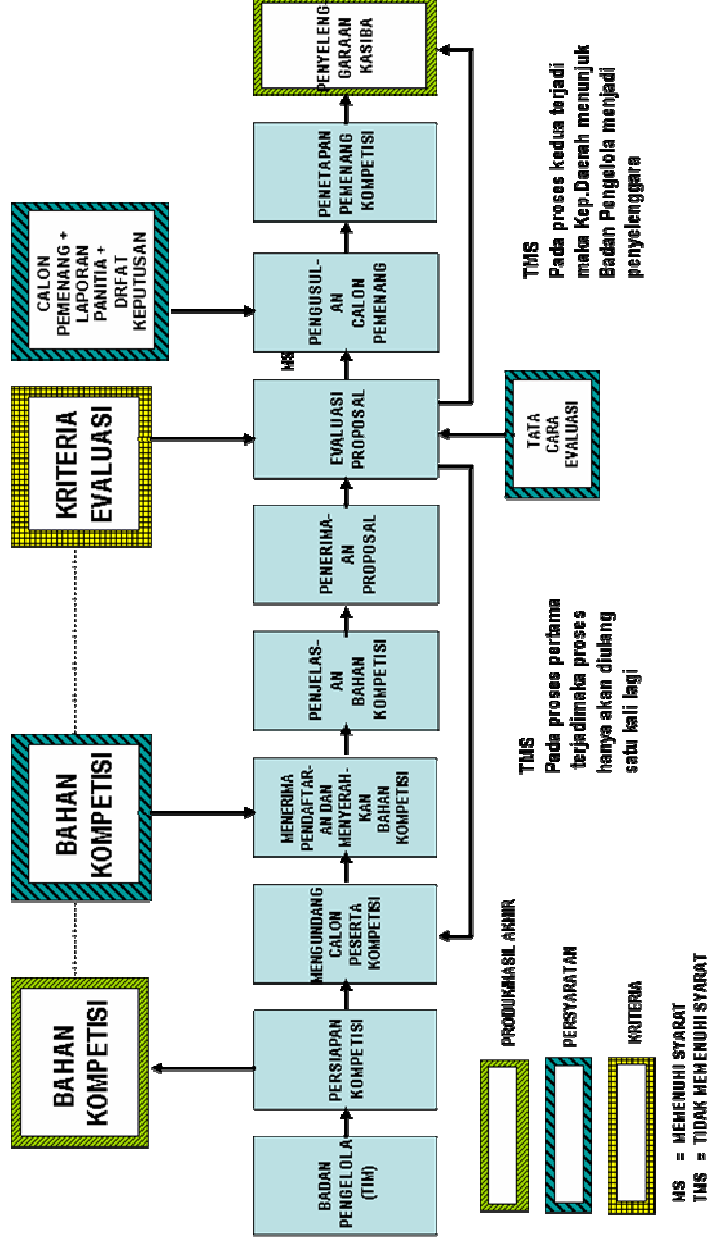 BAHAN
KOMPETISI
BAHAN
KOMPETISI
KRITERIA
EVALUASI
CALON
PEMENANG +
LAPORAN
PANITIA +
DRFAT
KEPUTUSAN
BADAN
PENGELOLA
(TIM)
PERSIAPAN
KOMPETISI
MENGUNDANG
CALON
PESERTA
KOMPETISI
MENERIMA
PENDAFTAR-
AN DAN
MENYERAH-
KAN
BAHAN
KOMPETISI
PENJELAS-
AN
BAHAN
KOMPETISI
PENERIMA-
AN
PROPOSAL
EVALUASI
PROPOSAL
MS
PENGUSUL-
AN
CALON
PEMENANG
PENETAPAN
PEMENANG
KOMPETISI
PENYELENG-
GARAAN
KASIBA
TATA
CARA
EVALUASI
TMS
Pada proses pertama
terjadimaka proses
hanya akan diulang
satu kali lagi
TMS
Pada proses kedua terjadi
maka Kep.Daerah menunjuk
Badan Pengelola menjadi
penyelenggara
PRODUK/HASIL AKHIR
PERSYARATAN
KRITERIA
MS = MEMENUHI SYARAT
TMS = TIDAK MEMENUHI SYARAT